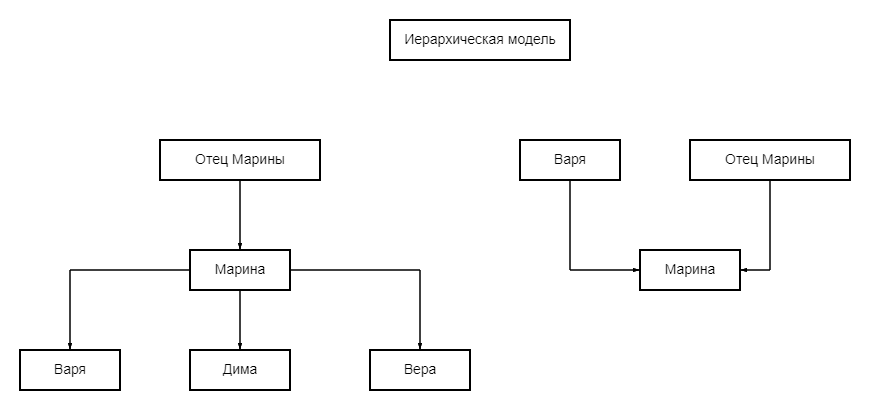 Иерархическая модель
Отец Марины
Варя
Отец Марины
Марина
Марина
Варя
Дима
Вера